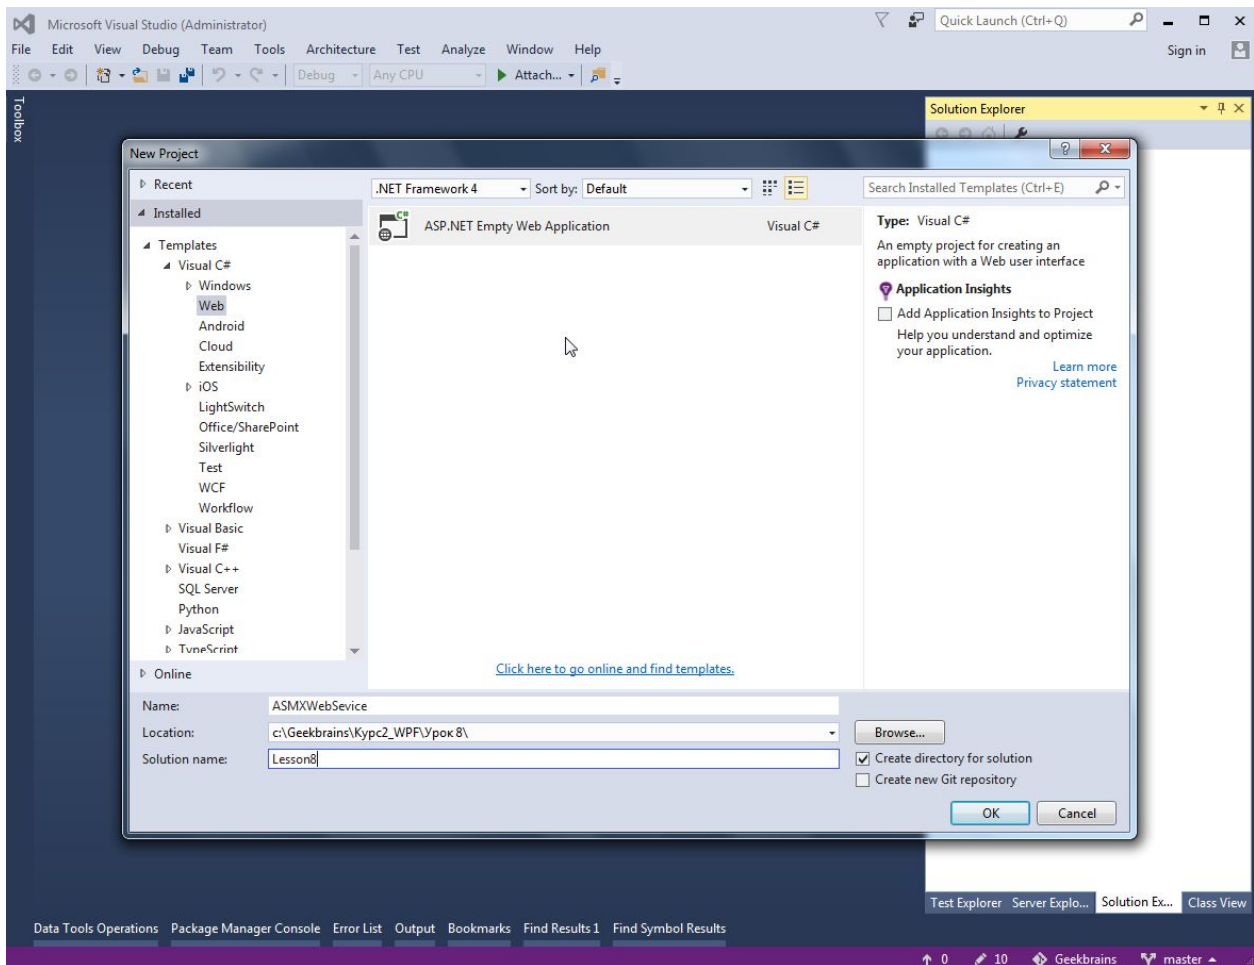 Microsoft Visual Studio (Administrator)
Quick Launch (Ctrl+Q)
File Edit View Debug Team Tools Architecture Test Analyze Window Help
Sign in
Debug Any CPU Attach...
Toolbox
Solution Explorer
New Project
Recent
.NET Framework 4 Sort by: Default
Search Installed Templates (Ctrl+E)
Installed
ASP.NET Empty Web Application Visual C#
Type: Visual C#
An empty project for creating an
application with a Web user interface
Application Insights
Add Application Insights to Project
Help you understand and optimize
your application.
Learn more
Privacy statement
Templates
Visual C#
Windows
Web
Android
Cloud
Extensibility
iOS
LightSwitch
Office/SharePoint
Silverlight
Test
WCF
Workflow
Visual Basic
Visual F#
Visual C++
SQL Server
Python
JavaScript
TypeScript
Online
Click here to go online and find templates.
Name: ASMXWebSevice
Location: c:\Geekbrains\Курс2_WPF\Урок 8\
Browse...
Solution name: Lesson8
Create directory for solution
Create new Git repository
OK Cancel
Test Explorer Server Explo... Solution Ex... Class View
Data Tools Operations Package Manager Console Error List Output Bookmarks Find Results 1 Find Symbol Results
0 10 Geekbrains master